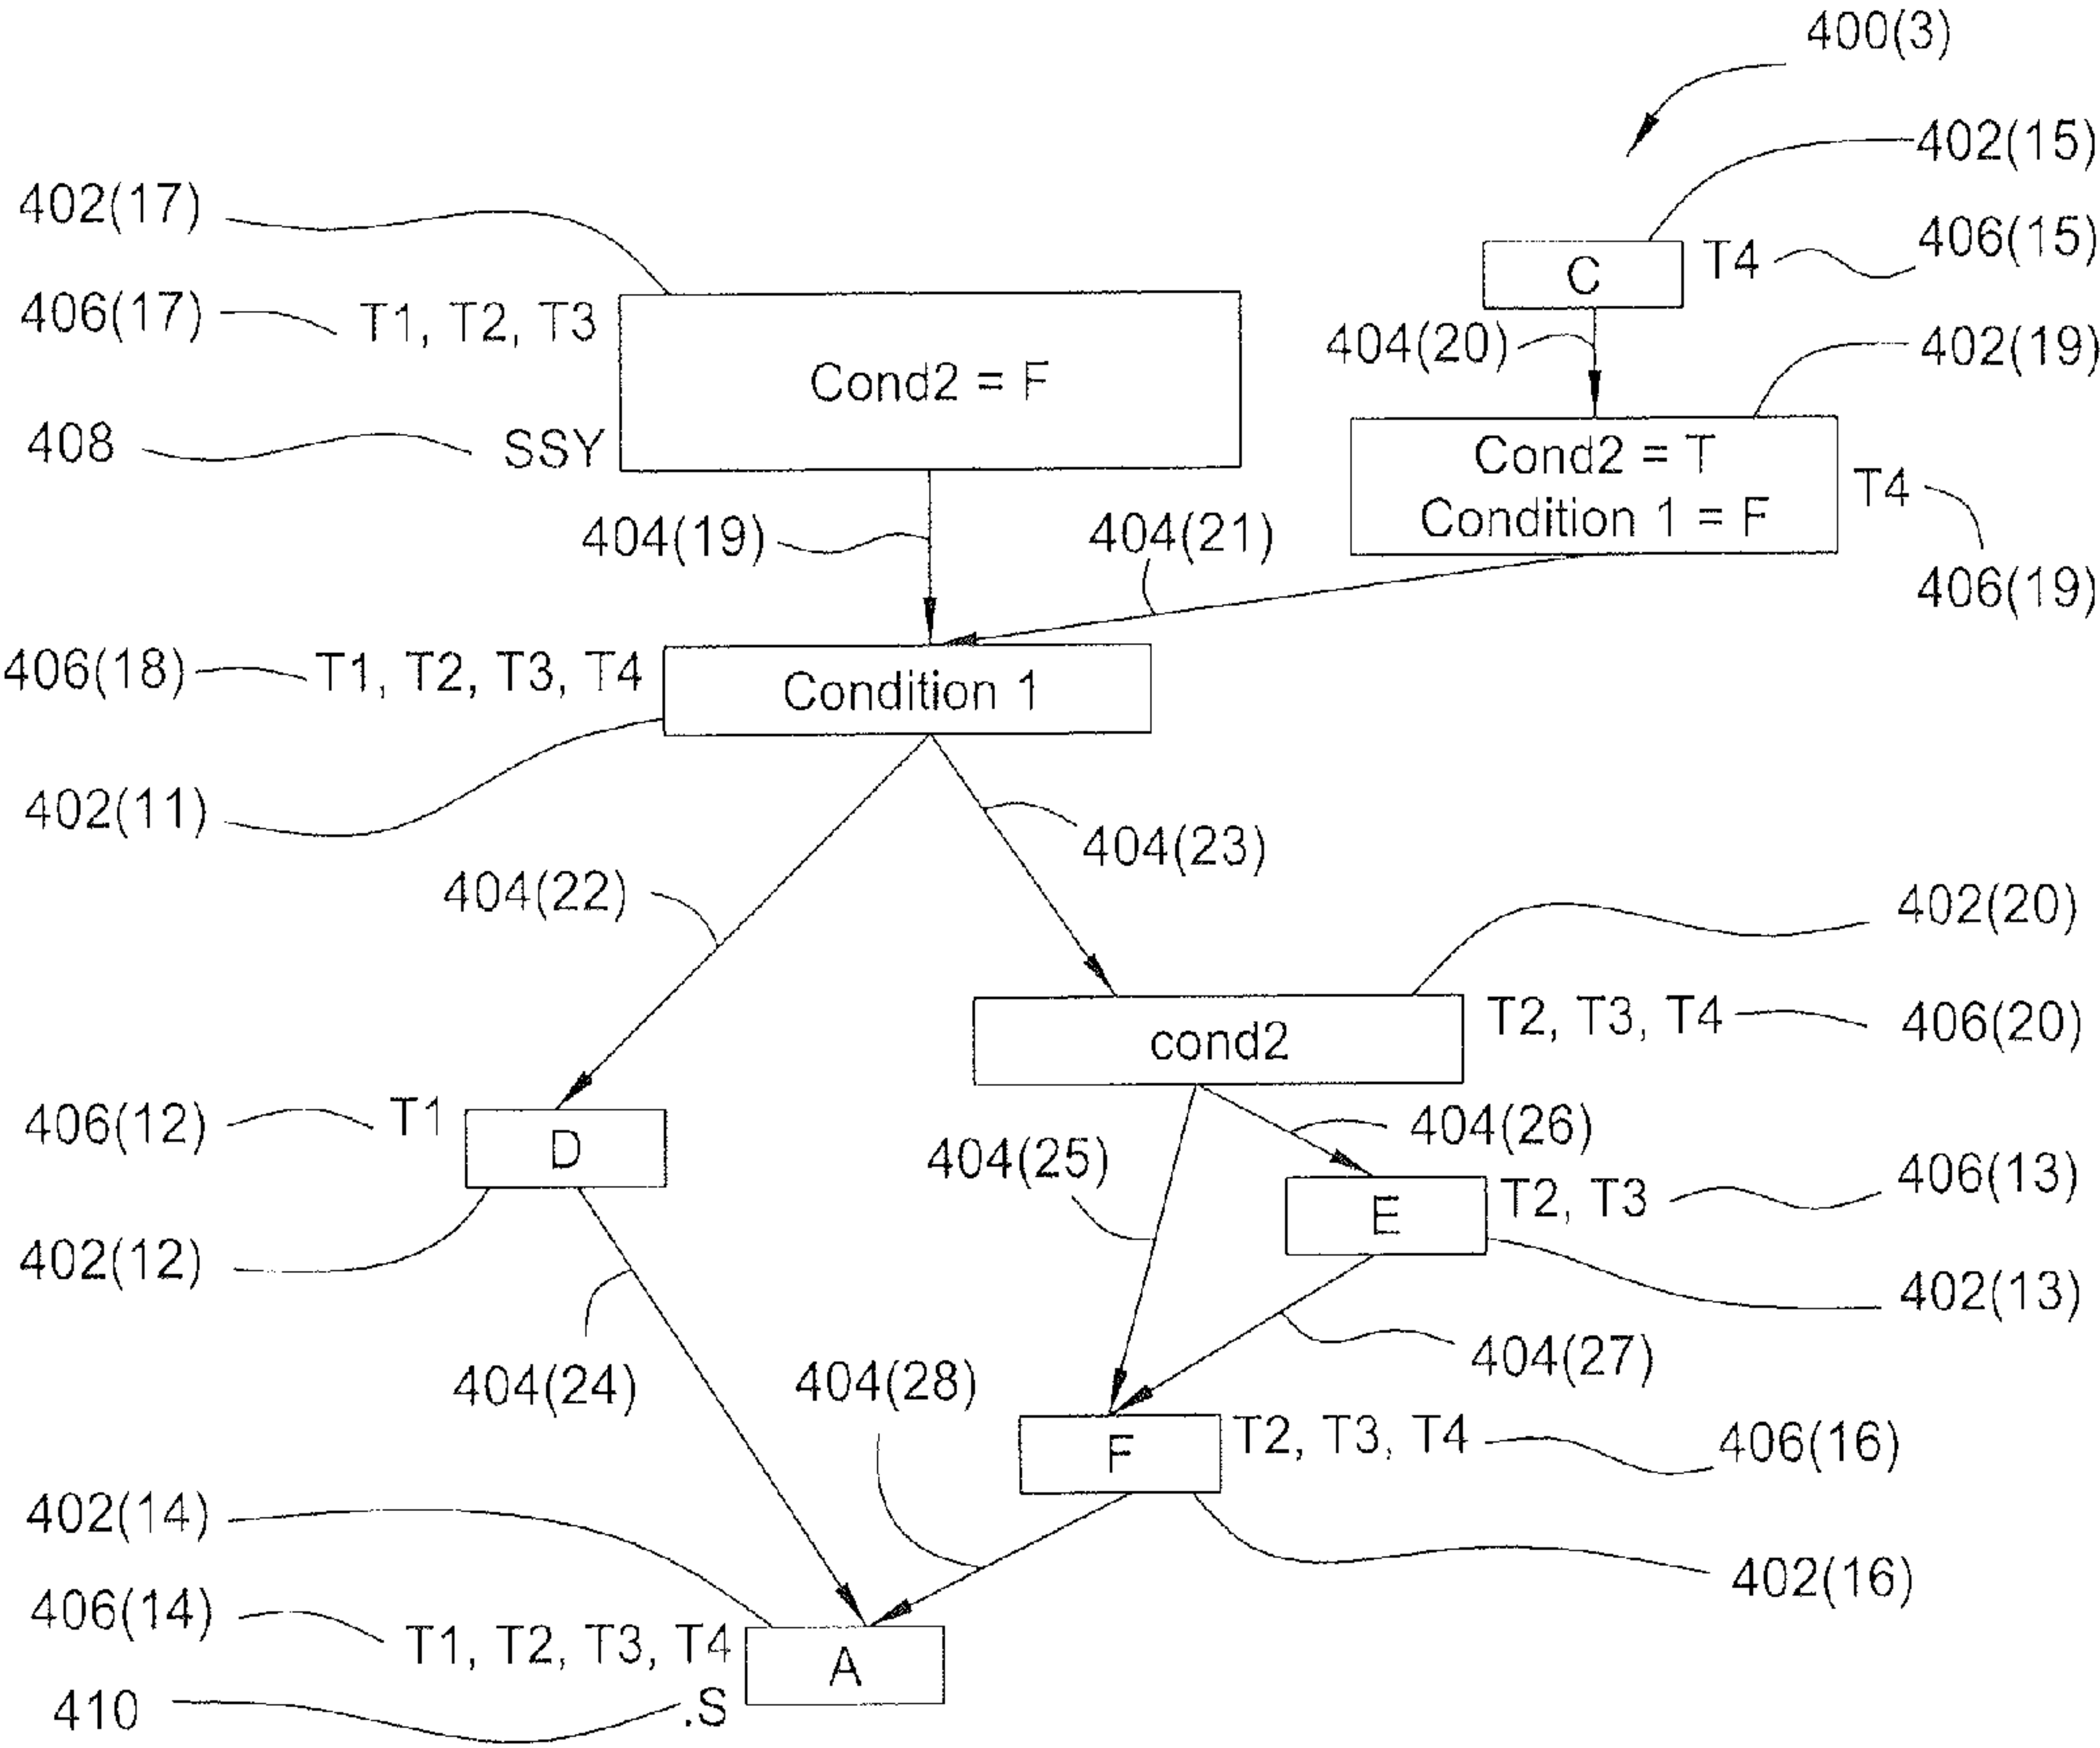 400(3)
402(15)
402(17)
406(15)
C T4
406(17) T1, T2, T3
404(20)
402(19)
Cond2 = F
408 SSY
Cond2 = T
Condition 1 = F
T4
404(19)
404(21)
406(19)
406(18) T1, T2, T3, T4
Condition 1
402(11)
404(23)
404(22)
402(20)
T2, T3, T4 406(20)
cond2
406(12) T1
D
404(26)
404(25)
406(13)
E T2, T3
402(12)
402(13)
404(27)
404(24)
404(28)
F T2, T3, T4 406(16)
402(14)
402(16)
406(14)
T1, T2, T3, T4
A
410 .S